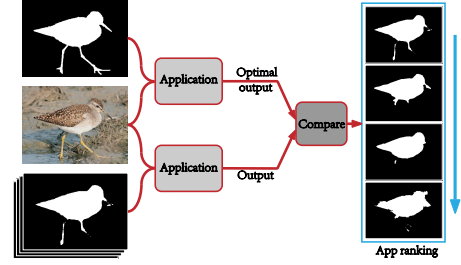 Application
Optimal
output
Compare
Application
Output
App ranking